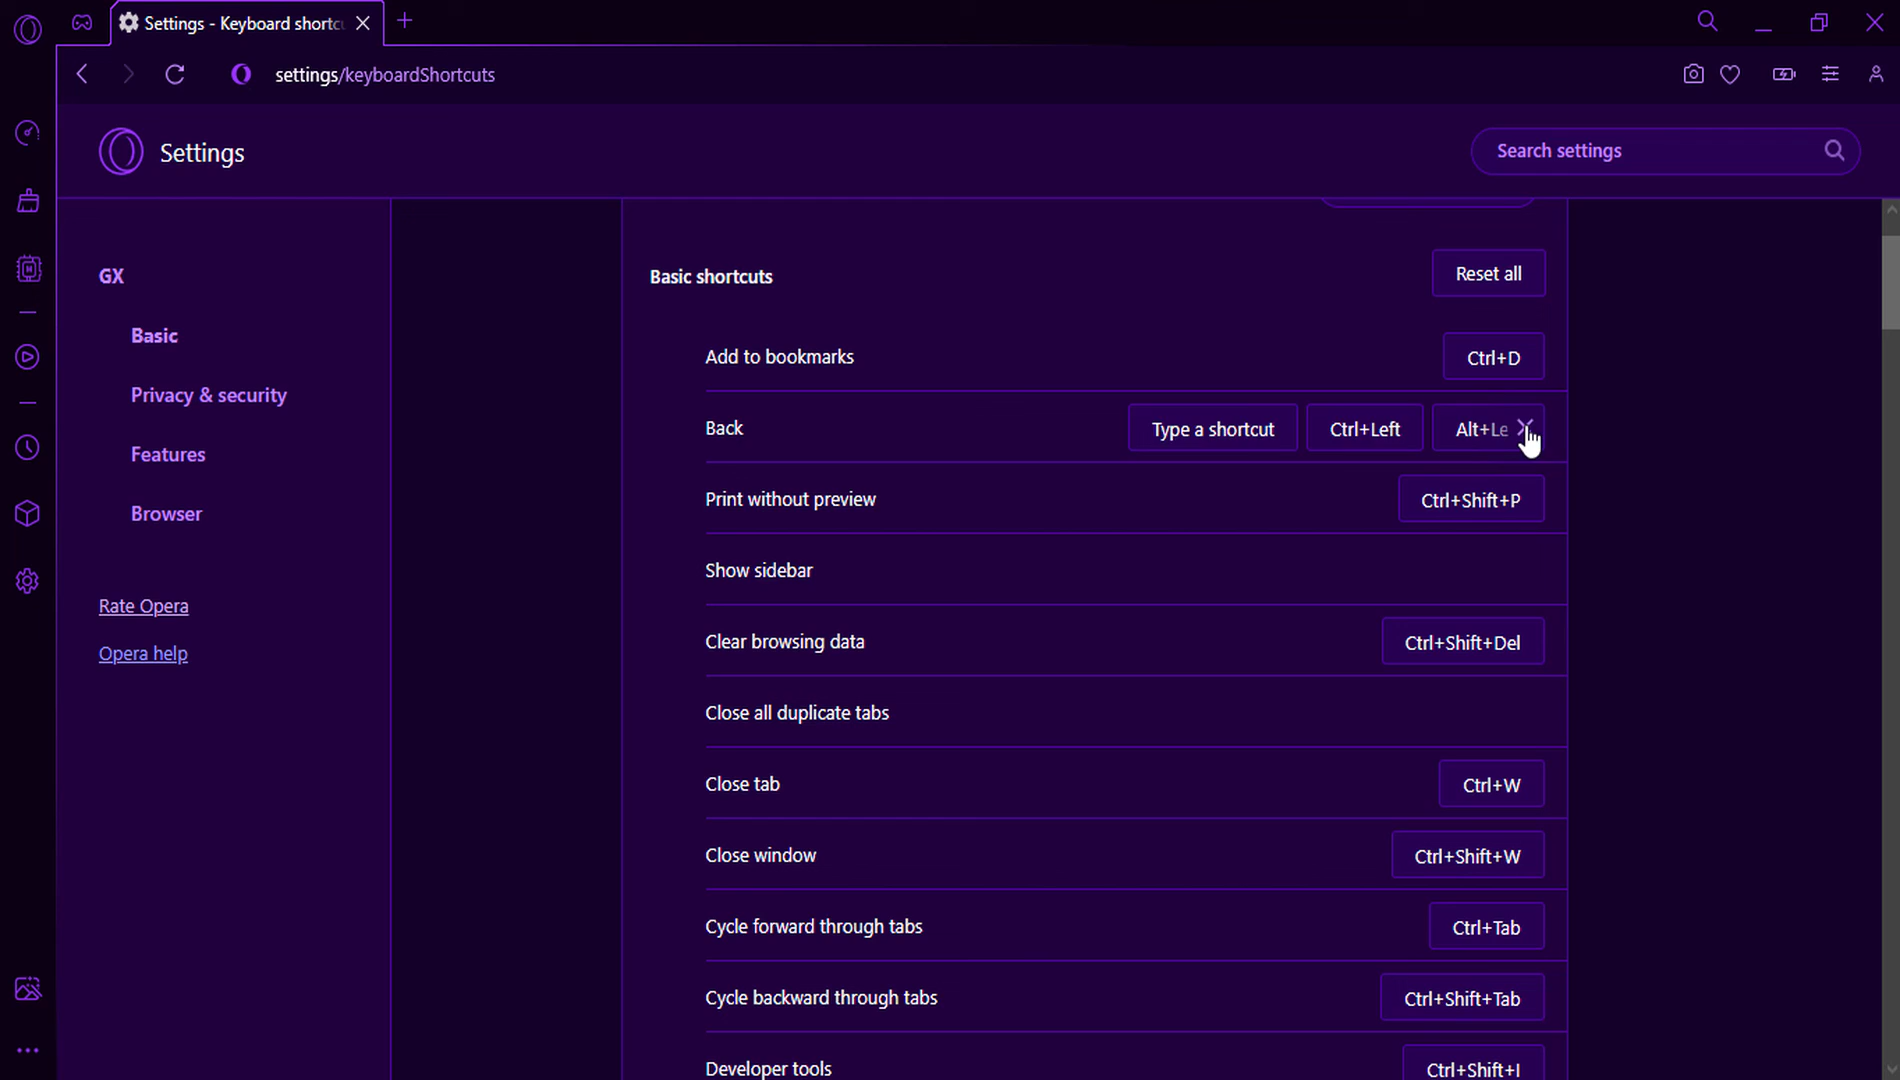 Settings - Keyboard shortc
settings/keyboardShortcuts
Settings
Search settings
GX
Basic
Privacy & security
Features
Browser
Rate Opera
Opera help
Basic shortcuts
Reset all
Add to bookmarks Ctrl+D
Back Type a shortcut Ctrl+Left Alt+Le
Print without preview Ctrl+Shift+P
Show sidebar
Clear browsing data Ctrl+Shift+Del
Close all duplicate tabs
Close tab Ctrl+W
Close window Ctrl+Shift+W
Cycle forward through tabs Ctrl+Tab
Cycle backward through tabs Ctrl+Shift+Tab
Developer tools Ctrl+Shift+I